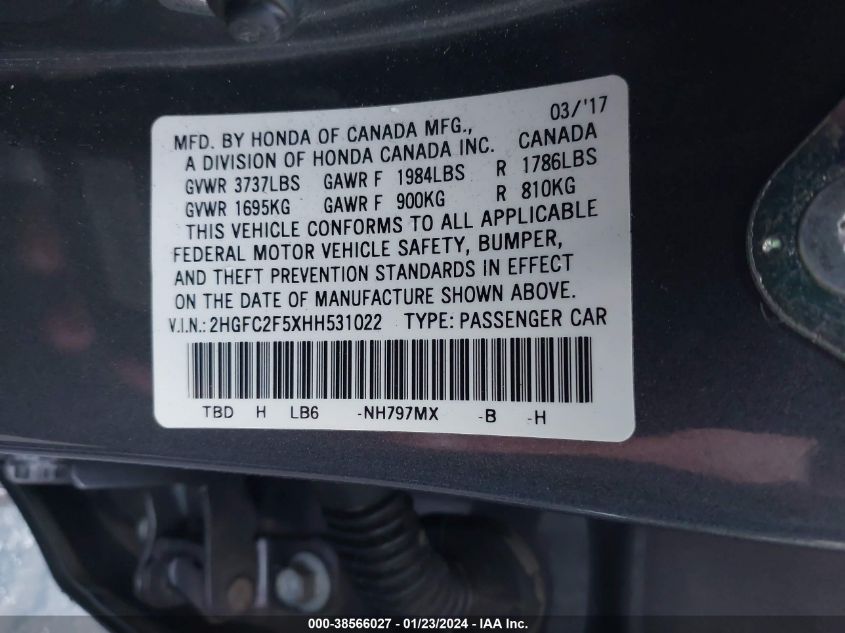 03/'17
MFD. BY HONDA OF CANADA MFG., CANADA
A DIVISION OF HONDA CANADA INC.
GVWR 3737LBS GAWR F 1984LBS R 1786LBS
GVWR 1695KG GAWR F 900KG R 810KG
THIS VEHICLE CONFORMS TO ALL APPLICABLE
FEDERAL MOTOR VEHICLE SAFETY, BUMPER,
AND THEFT PREVENTION STANDARDS IN EFFECT
ON THE DATE OF MANUFACTURE SHOWN ABOVE.
V.I.N.: 2HGFC2F5XHH531022 TYPE: PASSENGER CAR
TBD H LB6 -NH797MX -B -H
000-38566027 - 01/23/2024 - IAA Inc.